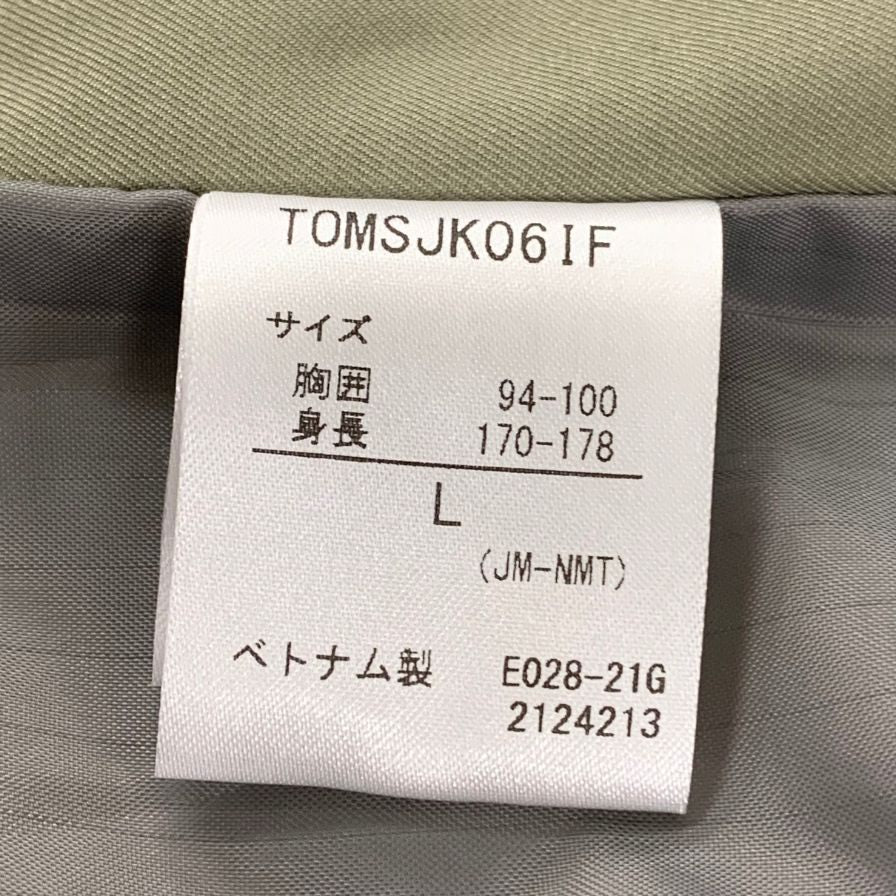 TOMSJK06IF
サイズ
胸囲 94-100
身長 170-178
L
(JM-NMT)
ベトナム製 E028-21G
2124213